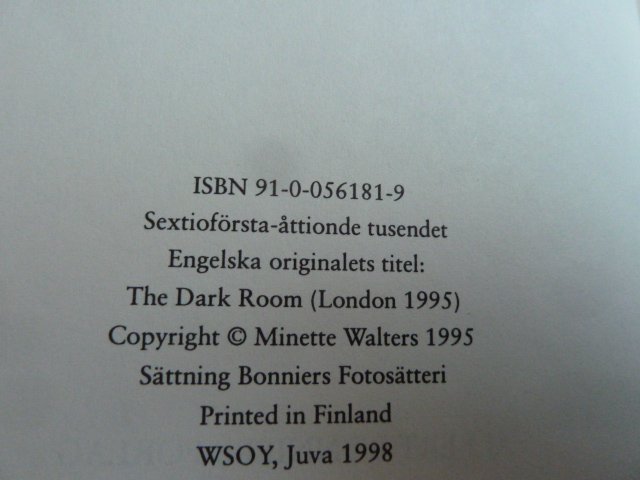 ISBN 91-0-056181-9
Sextioförsta-åttionde tusendet
Engelska originalets titel:
The Dark Room (London 1995)
Copyright © Minette Walters 1995
Sättning Bonniers Fotosätteri
Printed in Finland
WSOY, Juva 1998